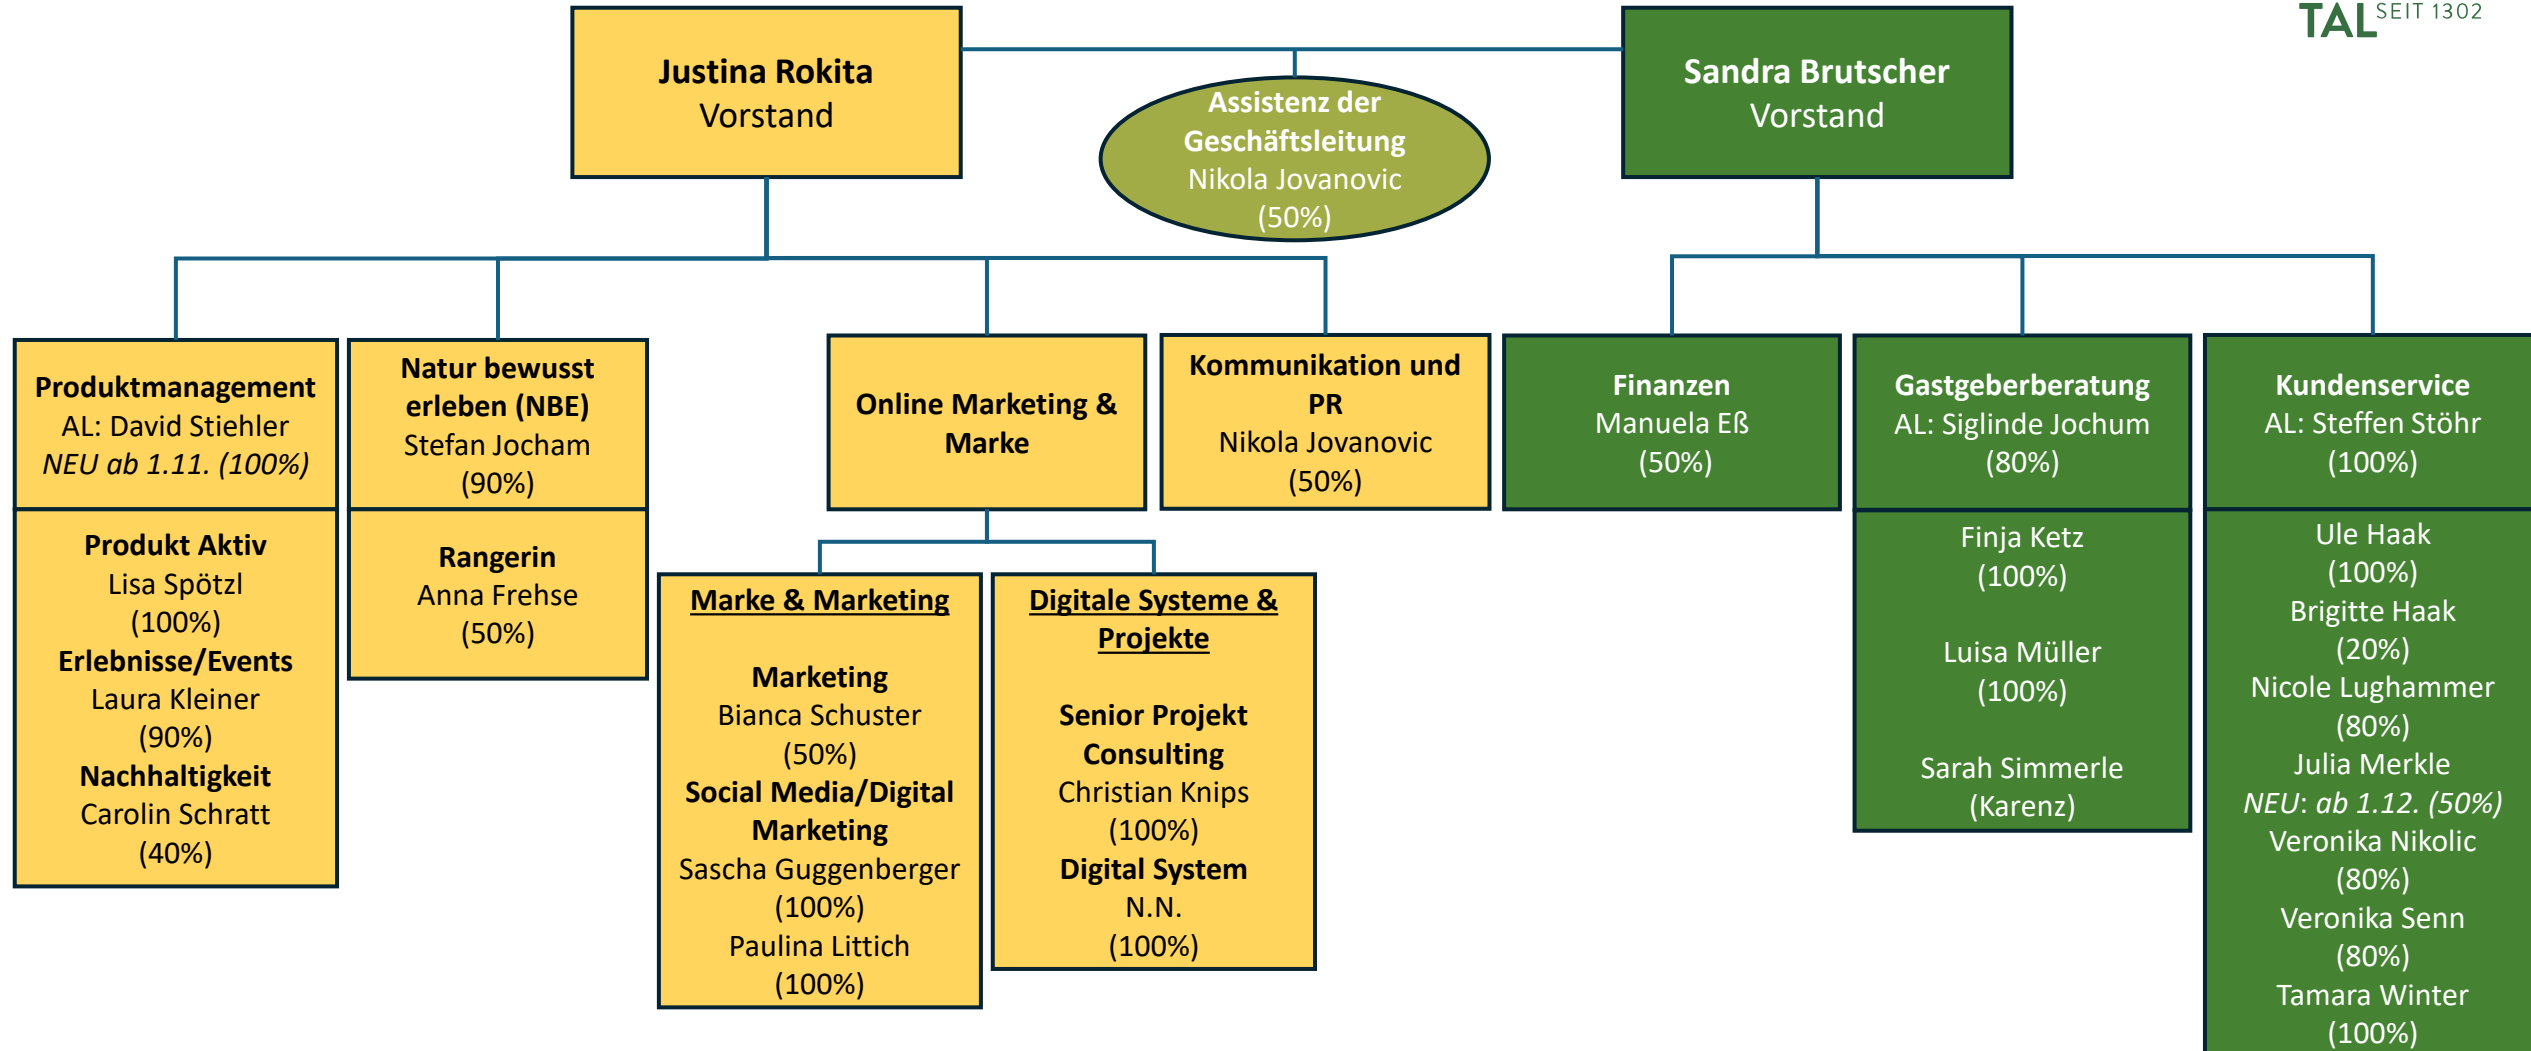 TAL SEIT 1302
Justina Rokita
Vorstand
Assistenz der
Geschäftsleitung
Nikola Jovanovic
(50%)
Sandra Brutscher
Vorstand
Produktmanagement
AL: David Stiehler
NEU ab 1.11. (100%)
Produkt Aktiv
Lisa Spötzl
(100%)
Erlebnisse/Events
Laura Kleiner
(90%)
Nachhaltigkeit
Carolin Schratt
(40%)
Natur bewusst
erleben (NBE)
Stefan Jocham
(90%)
Rangerin
Anna Frehse
(50%)
Online Marketing &
Marke
Marke & Marketing
Marketing
Bianca Schuster
(50%)
Social Media/Digital
Marketing
Sascha Guggenberger
(100%)
Paulina Littich
(100%)
Digitale Systeme &
Projekte
Senior Projekt
Consulting
Christian Knips
(100%)
Digital System
N.N.
(100%)
Kommunikation und
PR
Nikola Jovanovic
(50%)
Finanzen
Manuela Eß
(50%)
Gastgeberberatung
AL: Siglinde Jochum
(80%)
Finja Ketz
(100%)
Luisa Müller
(100%)
Sarah Simmerle
(Karenz)
Kundenservice
AL: Steffen Stöhr
(100%)
Ule Haak
(100%)
Brigitte Haak
(20%)
Nicole Lughammer
(80%)
Julia Merkle
NEU: ab 1.12. (50%)
Veronika Nikolic
(80%)
Veronika Senn
(80%)
Tamara Winter
(100%)